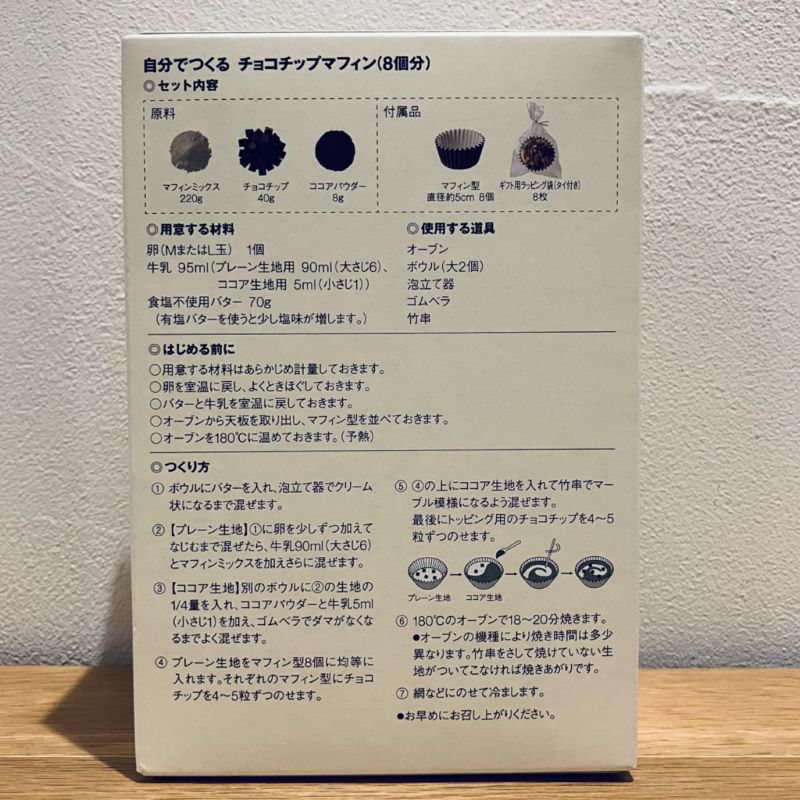 自分でつくる チョコチップマフィン(8個分)
◎セット内容
原料
マフィンミックス
220g
チョコチップ
40g
ココアパウダー
8g
付属品
マフィン型
直径約5cm 8個
ギフト用ラッピング袋(タイ付き)
8枚
◎用意する材料
卵(MまたはL玉) 1個
牛乳 95ml(プレーン生地用 90ml(大さじ6)、
ココア生地用 5ml(小さじ1))
食塩不使用バター 70g
(有塩バターを使うと少し塩味が増します。)
◎使用する道具
オーブン
ボウル(大2個)
泡立て器
ゴムベラ
竹串
◎はじめる前に
○用意する材料はあらかじめ計量しておきます。
○卵を室温に戻し、よくときほぐしておきます。
○バターと牛乳を室温に戻しておきます。
○オーブンから天板を取り出し、マフィン型を並べておきます。
○オーブンを180℃に温めておきます。(予熱)
◎つくり方
① ボウルにバターを入れ、泡立て器でクリーム
状になるまで混ぜます。
② 【プレーン生地】①に卵を少しずつ加えて
なじむまで混ぜたら、牛乳90ml(大さじ6)
とマフィンミックスを加えさらに混ぜます。
③ 【ココア生地】別のボウルに②の生地の
1/4量を入れ、ココアパウダーと牛乳5ml
(小さじ1)を加え、ゴムベラでダマがなくな
るまでよく混ぜます。
④ プレーン生地をマフィン型8個に均等に
入れます。それぞれのマフィン型にチョコ
チップを4〜5粒ずつのせます。
⑤ ④の上にココア生地を入れて竹串でマー
ブル模様になるよう混ぜます。
最後にトッピング用のチョコチップを4〜5
粒ずつのせます。
プレーン生地
ココア生地
⑥ 180℃のオーブンで18〜20分焼きます。
●オーブンの機種により焼き時間は多少
異なります。竹串をさして焼けていない生
地がついてこなければ焼きあがりです。
⑦ 網などにのせて冷まします。
●お早めにお召し上がりください。